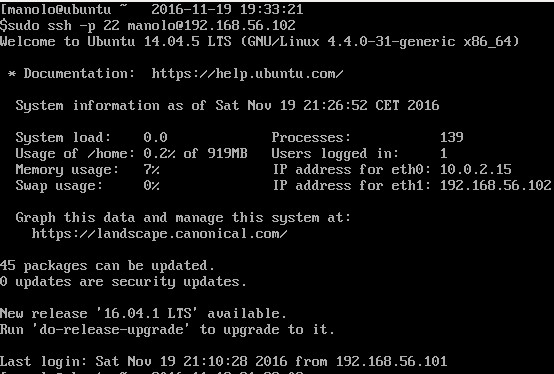 [manolo@ubuntu ~   2016-11-19 19:33:21
$sudo ssh -p 22 manolo@192.168.56.102
Welcome to Ubuntu 14.04.5 LTS (GNU/Linux 4.4.0-31-generic x86_64)
* Documentation:  https://help.ubuntu.com/
System information as of Sat Nov 19 21:26:52 CET 2016
System load:    0.0              Processes:           139
Usage of /home: 0.2% of 919MB   Users logged in:     1
Memory usage:   7%               IP address for eth0: 10.0.2.15
Swap usage:     0%               IP address for eth1: 192.168.56.102
Graph this data and manage this system at:
https://landscape.canonical.com/
45 packages can be updated.
0 updates are security updates.
New release '16.04.1 LTS' available.
Run 'do-release-upgrade' to upgrade to it.
Last login: Sat Nov 19 21:10:28 2016 from 192.168.56.101